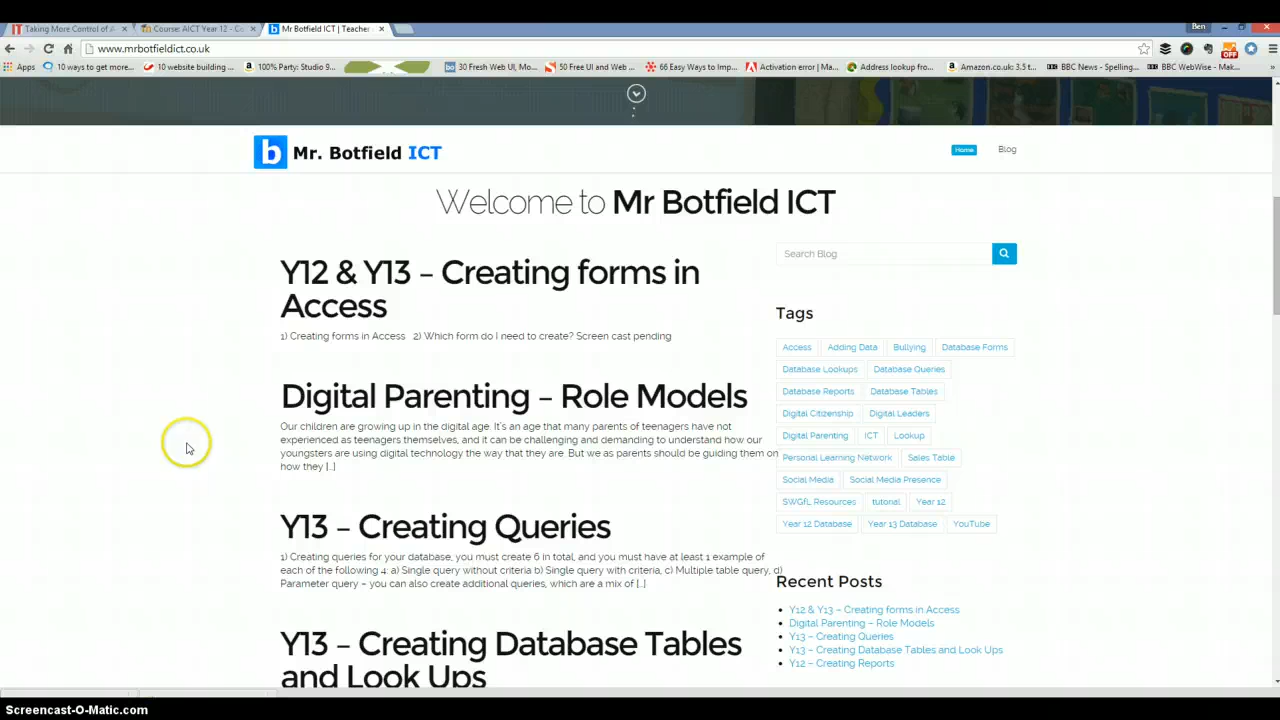 Taking More Control of A
Course: AICT Year 12 - Co
Mr Botfield ICT | Teacher
Ben
www.mrbotfieldict.co.uk
OFF
Apps
10 ways to get more...
10 website building ...
100% Party: Studio 9...
30 Fresh Web UI, Mo...
50 Free UI and Web ...
66 Easy Ways to Imp...
Activation error | Ma...
Address lookup fro...
Amazon.co.uk: 3.5 t...
BBC News - Spelling...
BBC WebWise - Mak...
b Mr. Botfield ICT
Home
Blog
Welcome to Mr Botfield ICT
Y12 & Y13 – Creating forms in
Access
1) Creating forms in Access 2) Which form do I need to create? Screen cast pending
Digital Parenting – Role Models
Our children are growing up in the digital age. It's an age that many parents of teenagers have not
experienced as teenagers themselves, and it can be challenging and demanding to understand how our
youngsters are using digital technology the way that they are. But we as parents should be guiding them on
how they [...]
Y13 – Creating Queries
1) Creating queries for your database, you must create 6 in total, and you must have at least 1 example of
each of the following 4: a) Single query without criteria b) Single query with criteria, c) Multiple table query, d)
Parameter query – you can also create additional queries, which are a mix of [...]
Y13 – Creating Database Tables
and Look Ups
Search Blog
Tags
Access
Adding Data
Bullying
Database Forms
Database Lookups
Database Queries
Database Reports
Database Tables
Digital Citizenship
Digital Leaders
Digital Parenting
ICT
Lookup
Personal Learning Network
Sales Table
Social Media
Social Media Presence
SWGfL Resources
tutorial
Year 12
Year 12 Database
Year 13 Database
YouTube
Recent Posts
Y12 & Y13 – Creating forms in Access
Digital Parenting – Role Models
Y13 – Creating Queries
Y13 – Creating Database Tables and Look Ups
Y12 – Creating Reports
Screencast-O-Matic.com